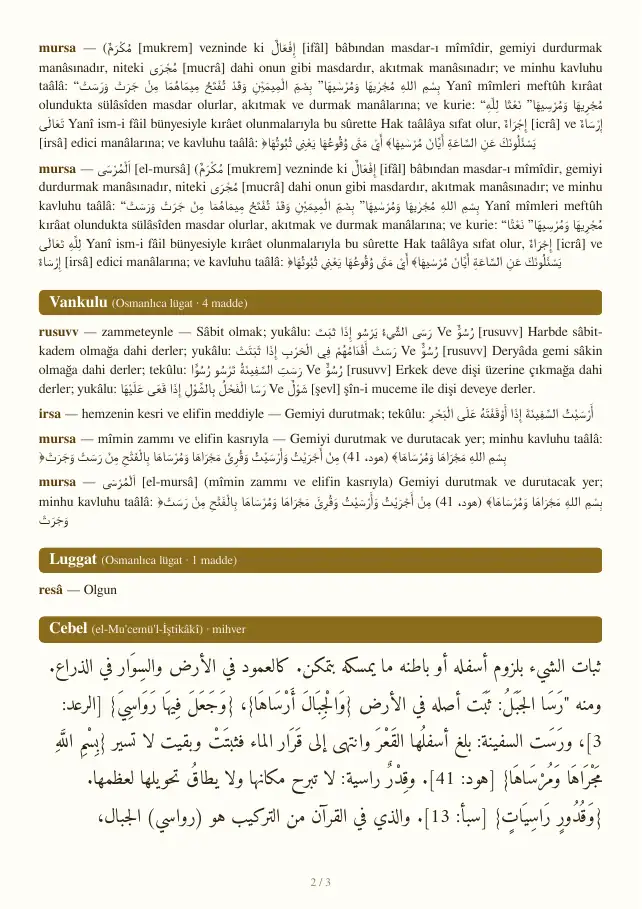 mursa — (مُكْرَمٌ [mukrem] vezninde ki إِفْعَالٌ [ifâl] bâbından masdar-ı mîmîdir, gemiyi durdurmak
manâsınadır, niteki مُجْرَى [mucrâ] dahi onun gibi masdardır, akıtmak manâsınadır; ve minhu kavluhu
taâlâ: “بِسْمِ اللهِ مُجْرٰيهَا وَمُرْسٰيهَا” بِضَمِّ الْمِيمَيْنِ وَقَدْ تُفْتَحُ مِيمَاهُمَا مِنْ جَرَتْ وَرَسَتْ Yanî mîmleri meftûh kırâat
olundukta sülâsîden masdar olurlar, akıtmak ve durmak manâlarına; ve kurie: “مُجْرِيهَا وَمُرْسِيهَا” نَعْتًا لِلّٰهِ
تَعَالَى Yanî ism-i fâil bünyesiyle kırâet olunmalarıyla bu sûrette Hak taâlâya sıfat olur, إِجْرَاءٌ [icrâ] ve إِرْسَاءٌ
[irsâ] edici manâlarına; ve kavluhu taâlâ: ﴿يَسْئَلُونَكَ عَنِ السَّاعَةِ أَيَّانَ مُرْسٰيهَا﴾ أَيْ مَتَى وُقُوعُهَا يَعْنِي ثُبُوتُهَا
mursa — اَلْمُرْسَى [el-mursâ] (مُكْرَمٌ [mukrem] vezninde ki إِفْعَالٌ [ifâl] bâbından masdar-ı mîmîdir, gemiyi
durdurmak manâsınadır, niteki مُجْرَى [mucrâ] dahi onun gibi masdardır, akıtmak manâsınadır; ve minhu
kavluhu taâlâ: “بِسْمِ اللهِ مُجْرٰيهَا وَمُرْسٰيهَا” بِضَمِّ الْمِيمَيْنِ وَقَدْ تُفْتَحُ مِيمَاهُمَا مِنْ جَرَتْ وَرَسَتْ Yanî mîmleri meftûh
kırâat olundukta sülâsîden masdar olurlar, akıtmak ve durmak manâlarına; ve kurie: “مُجْرِيهَا وَمُرْسِيهَا” نَعْتًا
لِلّٰهِ تَعَالَى Yanî ism-i fâil bünyesiyle kırâet olunmalarıyla bu sûrette Hak taâlâya sıfat olur, إِجْرَاءٌ [icrâ] ve
إِرْسَاءٌ [irsâ] edici manâlarına; ve kavluhu taâlâ: ﴿يَسْئَلُونَكَ عَنِ السَّاعَةِ أَيَّانَ مُرْسٰيهَا﴾ أَيْ مَتَى وُقُوعُهَا يَعْنِي ثُبُوتُهَا
Vankulu (Osmanlıca lügat · 4 madde)
rusuvv — zammeteynle — Sâbit olmak; yukâlu: رَسَى الشَّيْءُ يَرْسُو إِذَا ثَبَتَ Ve رُسُوٌّ [rusuvv] Harbde sâbit-
kadem olmağa dahi derler; yukâlu: رَسَتْ أَقْدَامُهُمْ فِي الْحَرْبِ إِذَا ثَبَتَتْ Ve رُسُوٌّ [rusuvv] Deryâda gemi sâkin
olmağa dahi derler; tekûlu: رَسَتِ السَّفِينَةُ تَرْسُو رُسُوًّا Ve رُسُوٌّ [rusuvv] Erkek deve dişi üzerine çıkmağa dahi
derler; yukâlu: رَسَا الْفَحْلُ بِالشَّوْلِ إِذَا قَعَى عَلَيْهَا Ve شَوْلٌ [şevl] şîn-i muceme ile dişi deveye derler.
irsa — hemzenin kesri ve elifin meddiyle — Gemiyi durutmak; tekûlu: أَرْسَيْتُ السَّفِينَةَ إِذَا أَوْقَفْتَهُ عَلَى الْبَحْرِ
mursa — mîmin zammı ve elifin kasrıyla — Gemiyi durutmak ve durutacak yer; minhu kavluhu taâlâ:
﴿بِسْمِ اللهِ مَجْرَاهَا وَمُرْسَاهَا﴾ (هود، 41) مِنْ أَجْرَيْتُ وَأَرْسَيْتُ وَقُرِئَ مَجْرَاهَا وَمَرْسَاهَا بِالْفَتْحِ مِنْ رَسَتْ وَجَرَتْ
mursa — اَلْمُرْسَى [el-mursâ] (mîmin zammı ve elifin kasrıyla) Gemiyi durutmak ve durutacak yer;
minhu kavluhu taâlâ: ﴿بِسْمِ اللهِ مَجْرَاهَا وَمُرْسَاهَا﴾ (هود، 41) مِنْ أَجْرَيْتُ وَأَرْسَيْتُ وَقُرِئَ مَجْرَاهَا وَمَرْسَاهَا بِالْفَتْحِ مِنْ رَسَتْ
وَجَرَتْ
Luggat (Osmanlıca lügat · 1 madde)
resâ — Olgun
Cebel (el-Mu'cemü'l-İştikâkî) · mihver
ثبات الشيء بلزوم أسفله أو باطنه ما يمسكه بتمكن. كالعمود في الأرض والسِوَار في الذراع.
ومنه "رَسَا الجَبَلُ: ثَبَت أصله في الأرض {وَالْجِبَالَ أَرْسَاهَا}، {وَجَعَلَ فِيهَا رَوَاسِيَ} [الرعد:
3]، ورسَت السفينة: بلغ أسفلُها القَعْرَ وانتهى إلى قَرَار الماء فثبتَتْ وبقيت لا تسير {بِسْمِ اللَّهِ
مَجْرَاهَا وَمُرْسَاهَا} [هود: 41]. وقِدْرٌ راسية: لا تبرح مكانها ولا يطاقُ تحويلها لعظمها.
{وَقُدُورٍ رَاسِيَاتٍ} [سبأ: 13]. والذي في القرآن من التركيب هو (رواسي) الجبال،
2 / 3